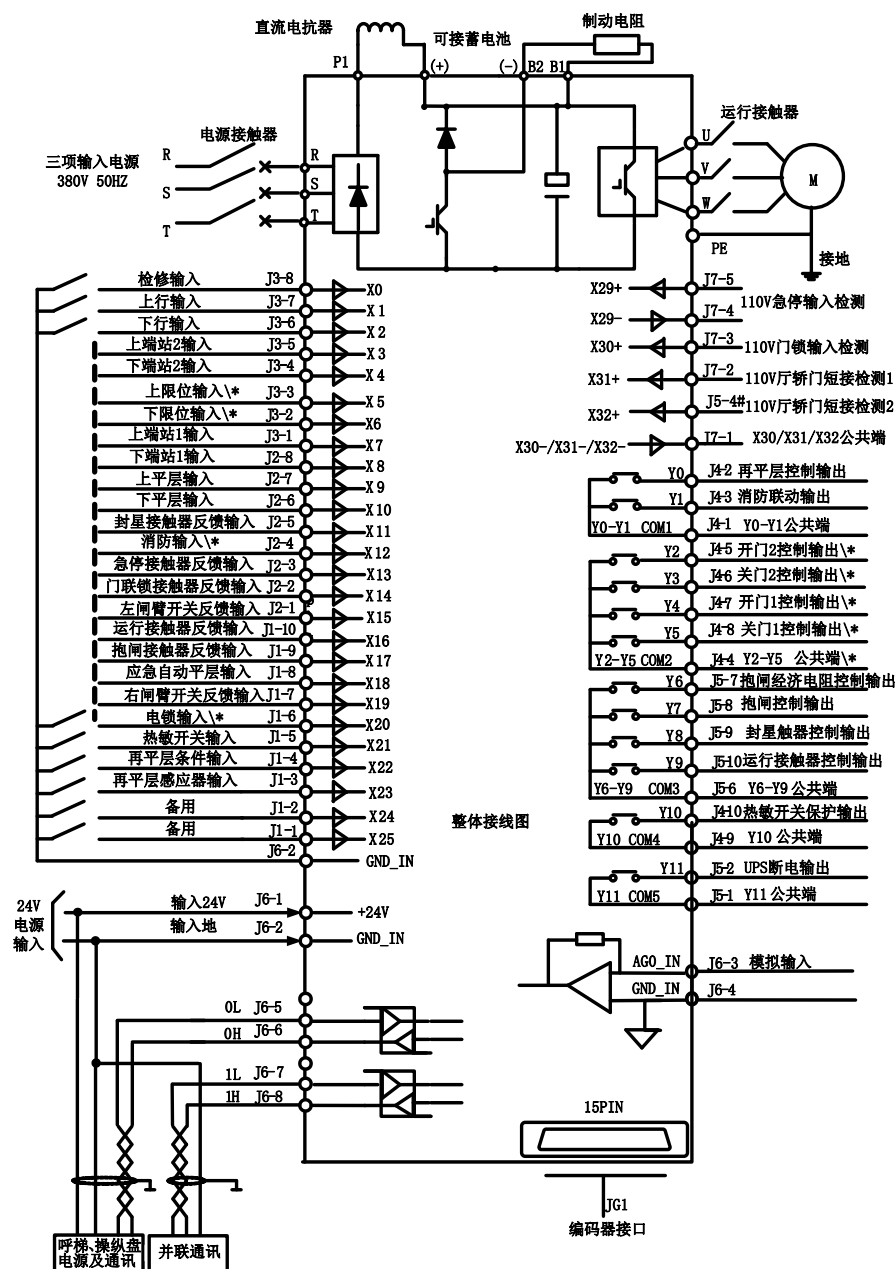 直流电抗器
制动电阻
可接蓄电池
P1 (+) (-) B2 B1
电源接触器
运行接触器
三项输入电源
380V 50HZ
R R
S S
T T
U
V
W
M
PE
接地
检修输入 J3-8 X0
上行输入 J3-7 X1
下行输入 J3-6 X2
上端站2输入 J3-5 X3
下端站2输入 J3-4 X4
上限位输入\* J3-3 X5
下限位输入\* J3-2 X6
上端站1输入 J3-1 X7
下端站1输入 J2-8 X8
上平层输入 J2-7 X9
下平层输入 J2-6 X10
封星接触器反馈输入 J2-5 X11
消防输入\* J2-4 X12
急停接触器反馈输入 J2-3 X13
门联锁接触器反馈输入 J2-2 X14
左闸臂开关反馈输入 J2-1 X15
运行接触器反馈输入 J1-10 X16
抱闸接触器反馈输入 J1-9 X17
应急自动平层输入 J1-8 X18
右闸臂开关反馈输入 J1-7 X19
电锁输入\* J1-6 X20
热敏开关输入 J1-5 X21
再平层条件输入 J1-4 X22
再平层感应器输入 J1-3 X23
备用 J1-2 X24
备用 J1-1 X25
J6-2 GND_IN
X29+ J7-5
110V急停输入检测
X29- J7-4
X30+ J7-3 110V门锁输入检测
X31+ J7-2 110V厅轿门短接检测1
X32+ J5-4# 110V厅轿门短接检测2
X30-/X31-/X32- J7-1 X30/X31/X32公共端
Y0 J4-2 再平层控制输出
Y1 J4-3 消防联动输出
Y0-Y1 COM1 J4-1 Y0-Y1公共端
Y2 J4-5 开门2控制输出\*
Y3 J4-6 关门2控制输出\*
Y4 J4-7 开门1控制输出\*
Y5 J4-8 关门1控制输出\*
Y2-Y5 COM2 J4-4 Y2-Y5 公共端\*
Y6 J5-7 抱闸经济电阻控制输出
Y7 J5-8 抱闸控制输出
Y8 J5-9 封星触器控制输出
Y9 J5-10 运行接触器控制输出
Y6-Y9 COM3 J5-6 Y6-Y9公共端
Y10 J4-10 热敏开关保护输出
Y10 COM4 J4-9 Y10 公共端
Y11 J5-2 UPS断电输出
Y11 COM5 J5-1 Y11公共端
整体接线图
24V
电源
输入
输入24V J6-1 +24V
输入地 J6-2 GND_IN
AGO_IN J6-3 模拟输入
GND_IN J6-4
0L J6-5
0H J6-6
1L J6-7
1H J6-8
15PIN
JG1
编码器接口
呼梯、操纵盘
电源及通讯
并联通讯